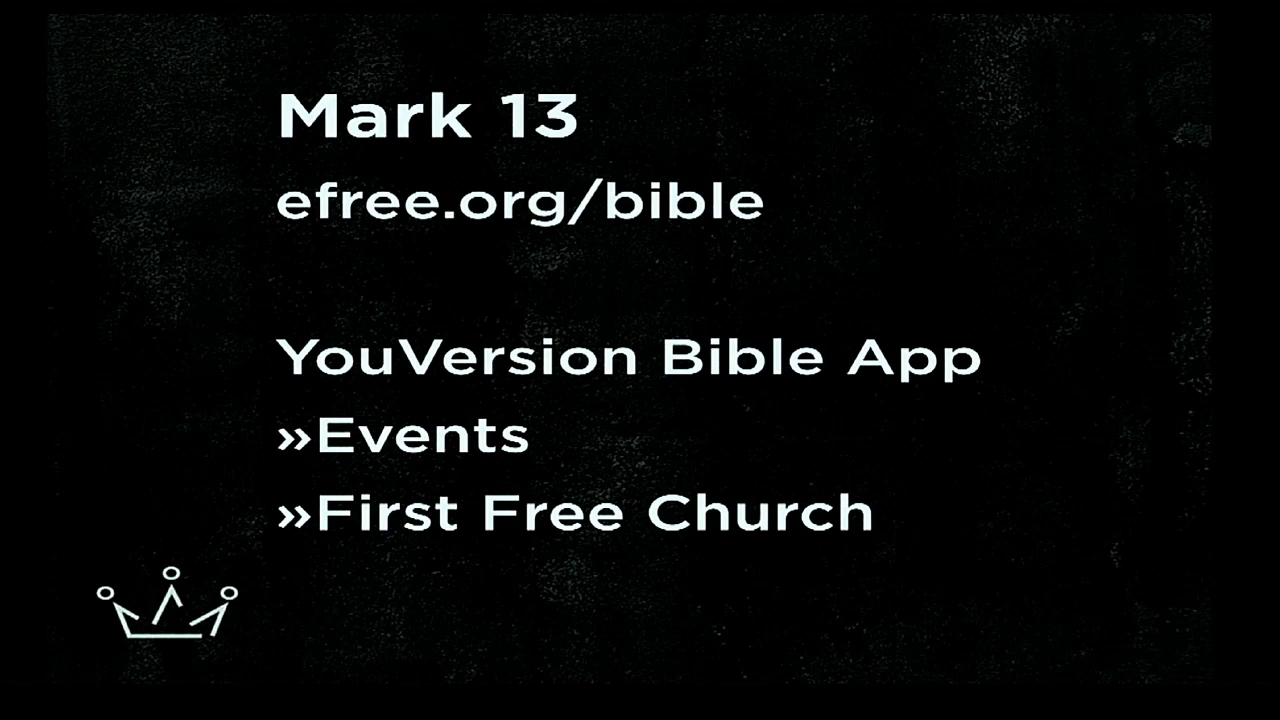 Mark 13
efree.org/bible
YouVersion Bible App
»Events
»First Free Church